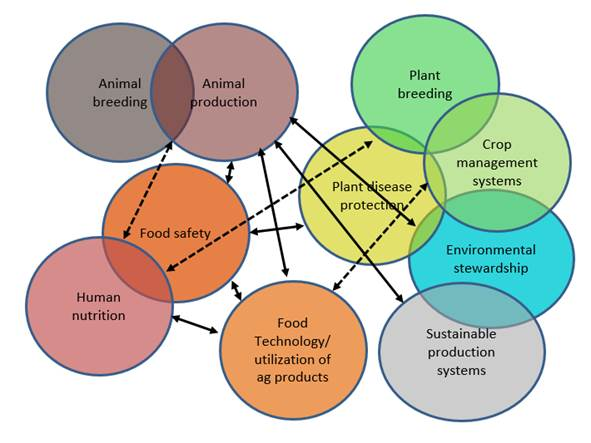 Animal
breeding
Animal
production
Plant
breeding
Crop
management
systems
Plant disease
protection
Food safety
Environmental
stewardship
Human
nutrition
Food
Technology/
utilization of
ag products
Sustainable
production
systems